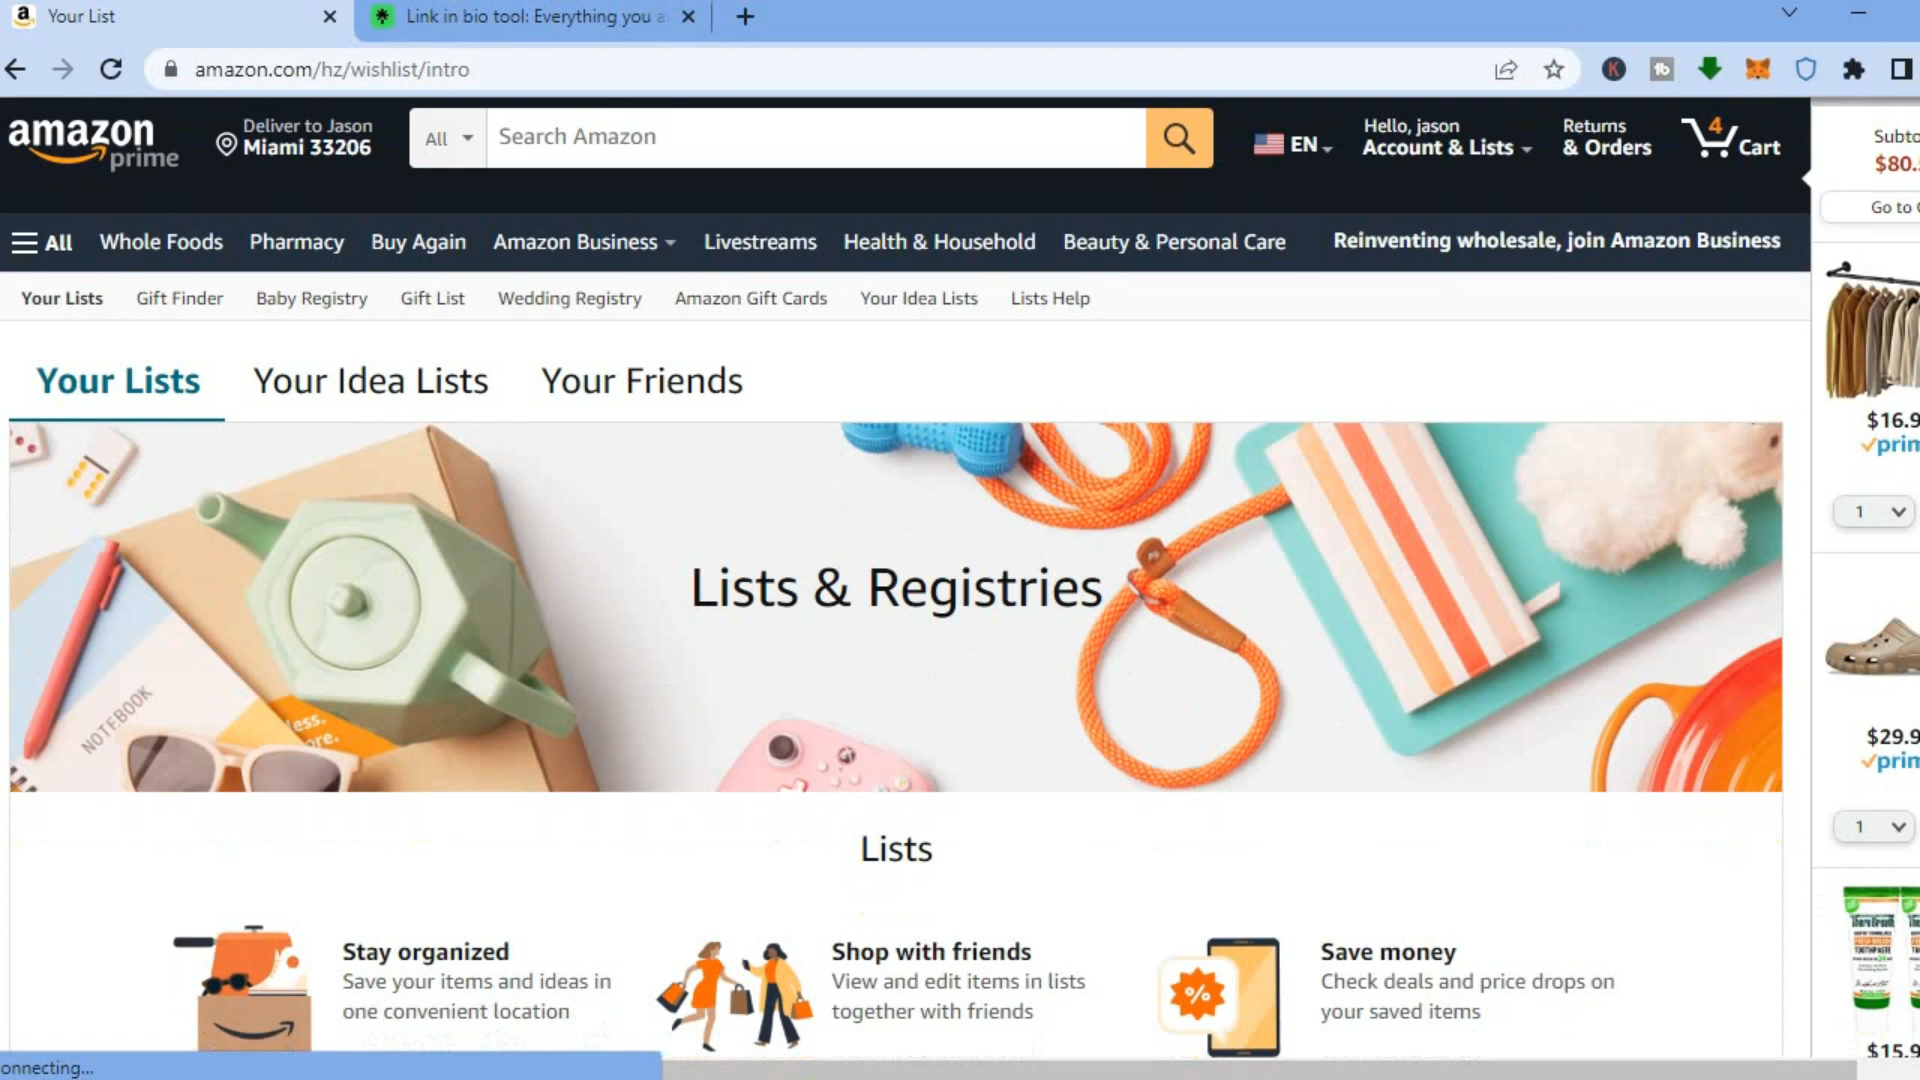 Your List
Link in bio tool: Everything you a
amazon.com/hz/wishlist/intro
amazon prime
Deliver to Jason
Miami 33206
All
Search Amazon
EN
Hello, jason
Account & Lists
Returns
& Orders
4
Cart
Subto
$80.
Go to
All
Whole Foods
Pharmacy
Buy Again
Amazon Business
Livestreams
Health & Household
Beauty & Personal Care
Reinventing wholesale, join Amazon Business
Your Lists
Gift Finder
Baby Registry
Gift List
Wedding Registry
Amazon Gift Cards
Your Idea Lists
Lists Help
Your Lists
Your Idea Lists
Your Friends
$16.9
prim
1
Lists & Registries
NOTEBOOK
less.
ore.
$29.9
prim
1
Lists
Stay organized
Save your items and ideas in
one convenient location
Shop with friends
View and edit items in lists
together with friends
%
Save money
Check deals and price drops on
your saved items
TheraBreath
TOOTHPASTE
$15.9
onnecting...